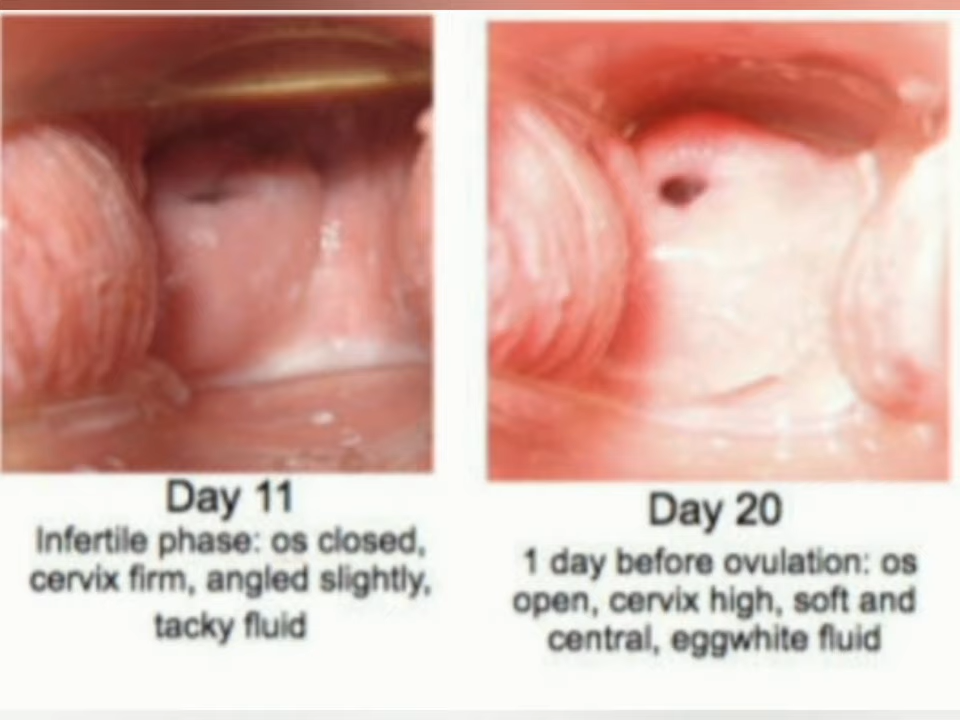 Day 11
Infertile phase: os closed,
cervix firm, angled slightly,
tacky fluid
Day 20
1 day before ovulation: os
open, cervix high, soft and
central, eggwhite fluid